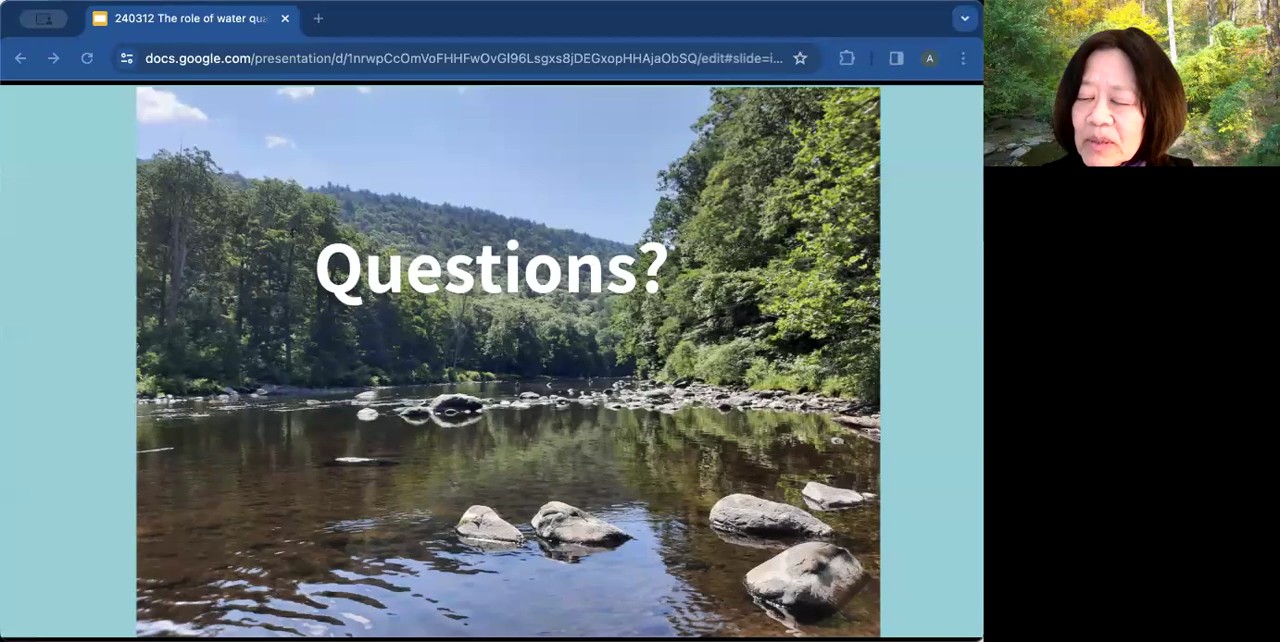 240312 The role of water qua
docs.google.com/presentation/d/1nrwpCcOmVoFHHFwOvGl96Lsgxs8jDEGxopHHAjaObSQ/edit#slide=i...
A
Questions?